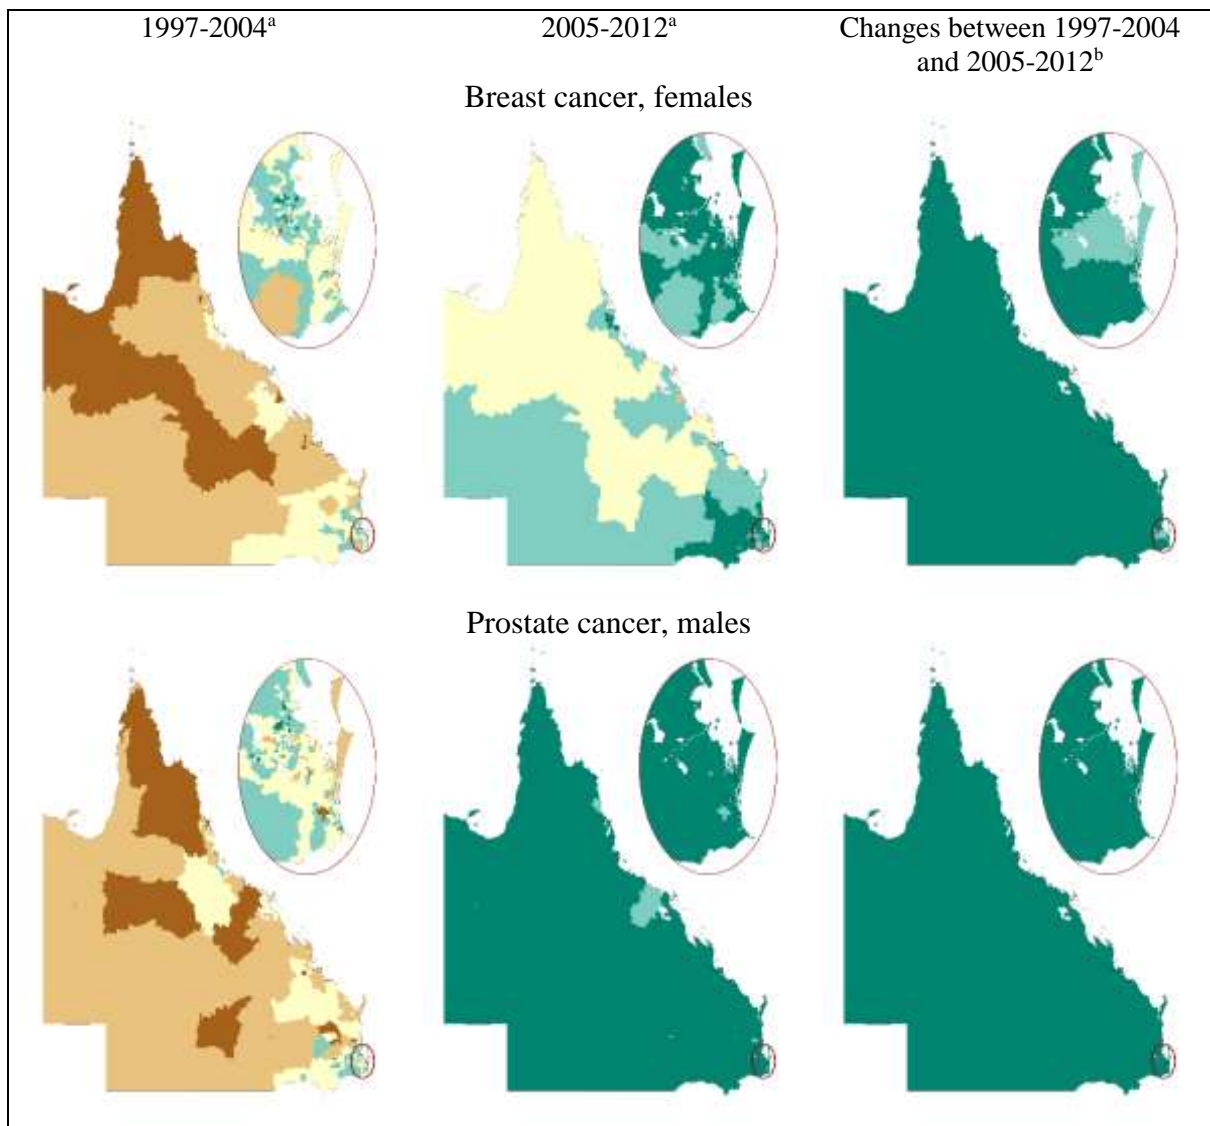 1997-2004ᵃ
2005-2012ᵃ
Changes between 1997-2004
and 2005-2012ᵇ
Breast cancer, females
Prostate cancer, males